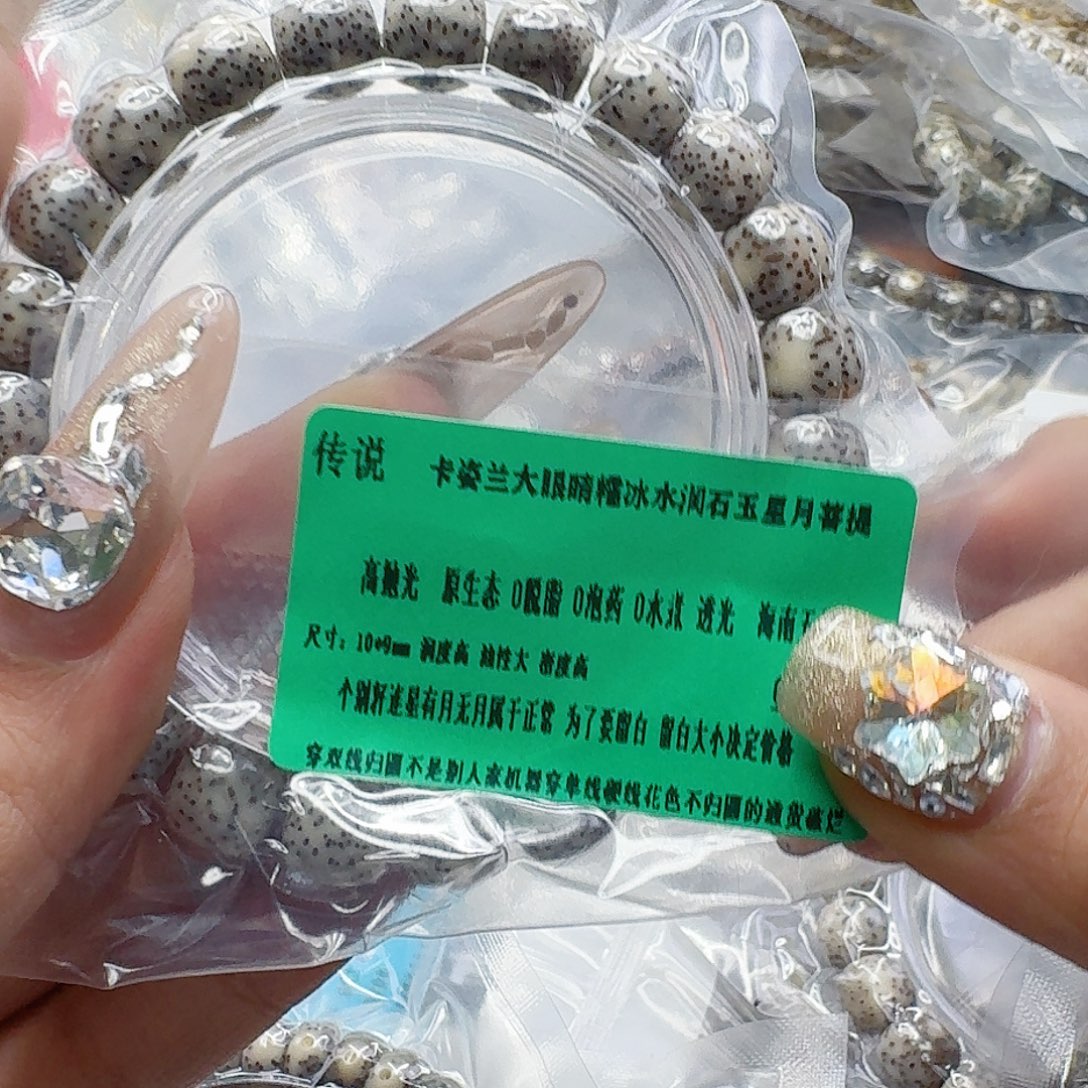 传说 卡姿兰大眼睛糯冰水润石玉星月菩提
高抛光 原生态 0脱脂 0泡药 0水煮 透光 海南
尺寸：10*9mm 润度高 油性大 密度高
个别籽迷星有月无月属于正常 为了要留白 留白大小决定价格
穿双线归圆不是别人家机器穿单线硬线花色不归圆的通货破烂